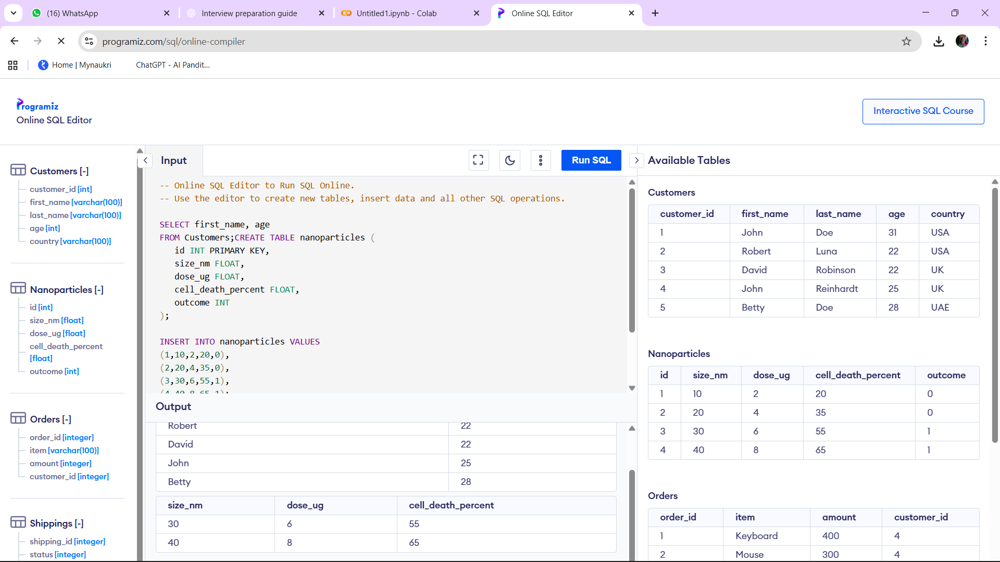 (16) WhatsApp
Interview preparation guide
Untitled1.ipynb - Colab
Online SQL Editor
programiz.com/sql/online-compiler
Home | Mynaukri
ChatGPT - AI Pandit...
Programiz
Online SQL Editor
Interactive SQL Course
Customers [-]
customer_id [int]
first_name [varchar(100)]
last_name [varchar(100)]
age [int]
country [varchar(100)]
Nanoparticles [-]
id [int]
size_nm [float]
dose_ug [float]
cell_death_percent
[float]
outcome [int]
Orders [-]
order_id [integer]
item [varchar(100)]
amount [integer]
customer_id [integer]
Shippings [-]
shipping_id [integer]
status [integer]
Input
Run SQL
-- Online SQL Editor to Run SQL Online.
-- Use the editor to create new tables, insert data and all other SQL operations.
SELECT first_name, age
FROM Customers;CREATE TABLE nanoparticles (
id INT PRIMARY KEY,
size_nm FLOAT,
dose_ug FLOAT,
cell_death_percent FLOAT,
outcome INT
);
INSERT INTO nanoparticles VALUES
(1,10,2,20,0),
(2,20,4,35,0),
(3,30,6,55,1),
(4,40,8,65,1);
Output
Robert 22
David 22
John 25
Betty 28
size_nm dose_ug cell_death_percent
30 6 55
40 8 65
Available Tables
Customers
customer_id first_name last_name age country
1 John Doe 31 USA
2 Robert Luna 22 USA
3 David Robinson 22 UK
4 John Reinhardt 25 UK
5 Betty Doe 28 UAE
Nanoparticles
id size_nm dose_ug cell_death_percent outcome
1 10 2 20 0
2 20 4 35 0
3 30 6 55 1
4 40 8 65 1
Orders
order_id item amount customer_id
1 Keyboard 400 4
2 Mouse 300 4